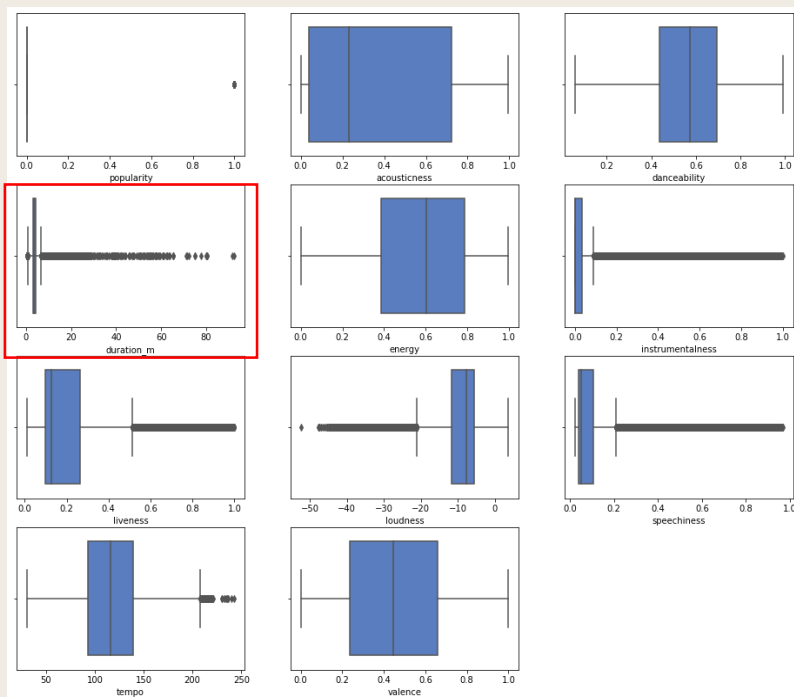 0.0 0.2 0.4 0.6 0.8 1.0
popularity
0.0 0.2 0.4 0.6 0.8 1.0
acousticness
0.2 0.4 0.6 0.8 1.0
danceability
0 20 40 60 80
duration_m
0.0 0.2 0.4 0.6 0.8 1.0
energy
0.0 0.2 0.4 0.6 0.8 1.0
instrumentalness
0.0 0.2 0.4 0.6 0.8 1.0
liveness
−50 −40 −30 −20 −10 0
loudness
0.0 0.2 0.4 0.6 0.8 1.0
speechiness
50 100 150 200 250
tempo
0.0 0.2 0.4 0.6 0.8 1.0
valence